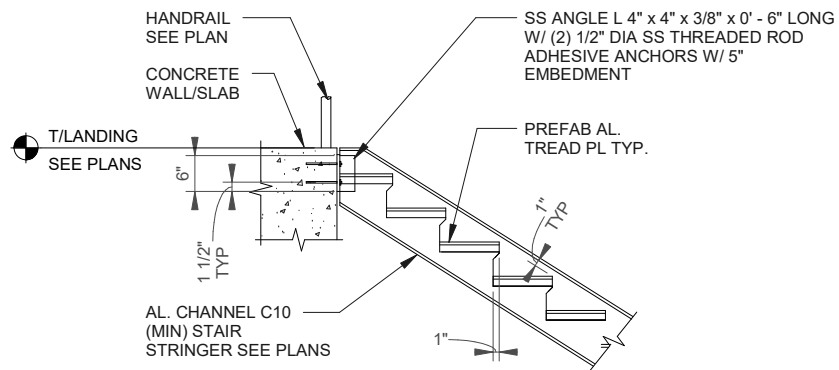 HANDRAIL
SEE PLAN
SS ANGLE L 4" x 4" x 3/8" x 0' - 6" LONG
W/ (2) 1/2" DIA SS THREADED ROD
ADHESIVE ANCHORS W/ 5"
EMBEDMENT
CONCRETE
WALL/SLAB
T/LANDING
SEE PLANS
PREFAB AL.
TREAD PL TYP.
6"
1 1/2"
TYP
1"
TYP
AL. CHANNEL C10
(MIN) STAIR
STRINGER SEE PLANS
1"